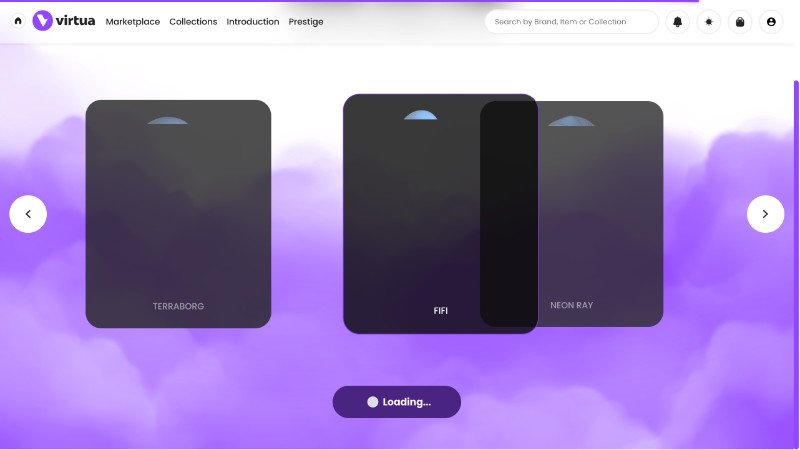 virtua Marketplace Collections Introduction Prestige Search by Brand, Item or Collection
TERRABORG
FIFI
NEON RAY
Loading...